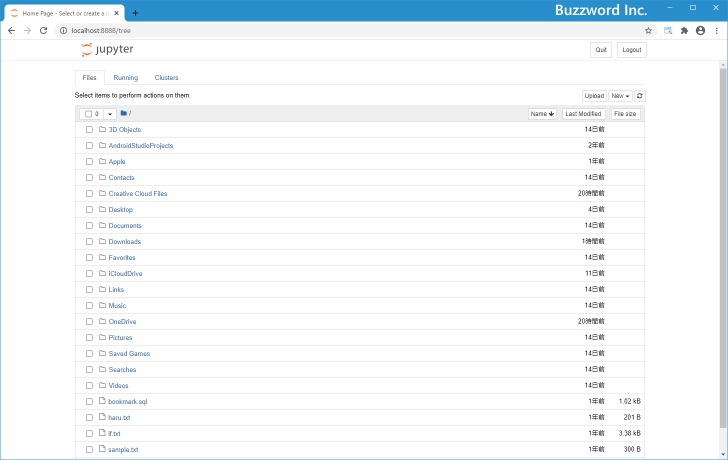 Buzzword Inc.
Home Page - Select or create a n
localhost:8888/tree
jupyter
Quit Logout
Files Running Clusters
Select items to perform actions on them.
Upload New
0 / Name Last Modified File size
3D Objects 14日前
AndroidStudioProjects 2年前
Apple 1年前
Contacts 14日前
Creative Cloud Files 20時間前
Desktop 4日前
Documents 14日前
Downloads 1時間前
Favorites 14日前
iCloudDrive 11日前
Links 14日前
Music 14日前
OneDrive 20時間前
Pictures 14日前
Saved Games 14日前
Searches 14日前
Videos 14日前
bookmark.sql 1年前 1.02 kB
haru.txt 1年前 201 B
lf.txt 1年前 3.38 kB
sample.txt 1年前 300 B